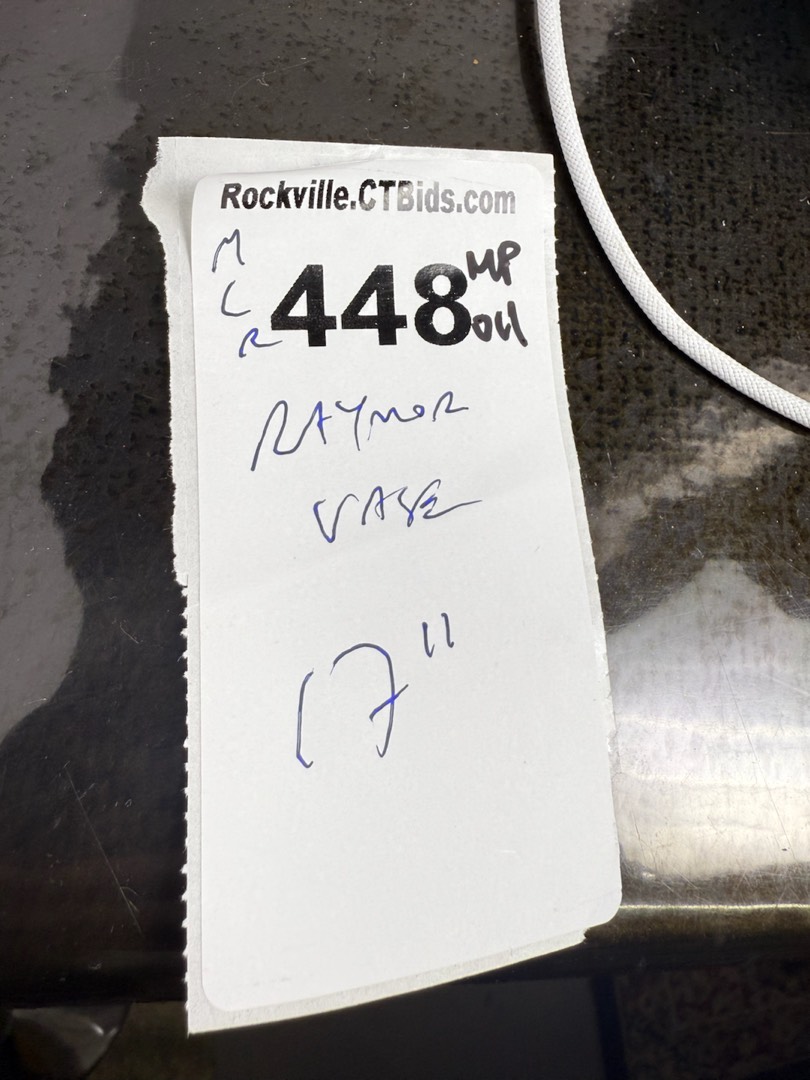 Rockville.CTBids.com
M
C
R
448
MP
04
RAYMOR
VASE
17"